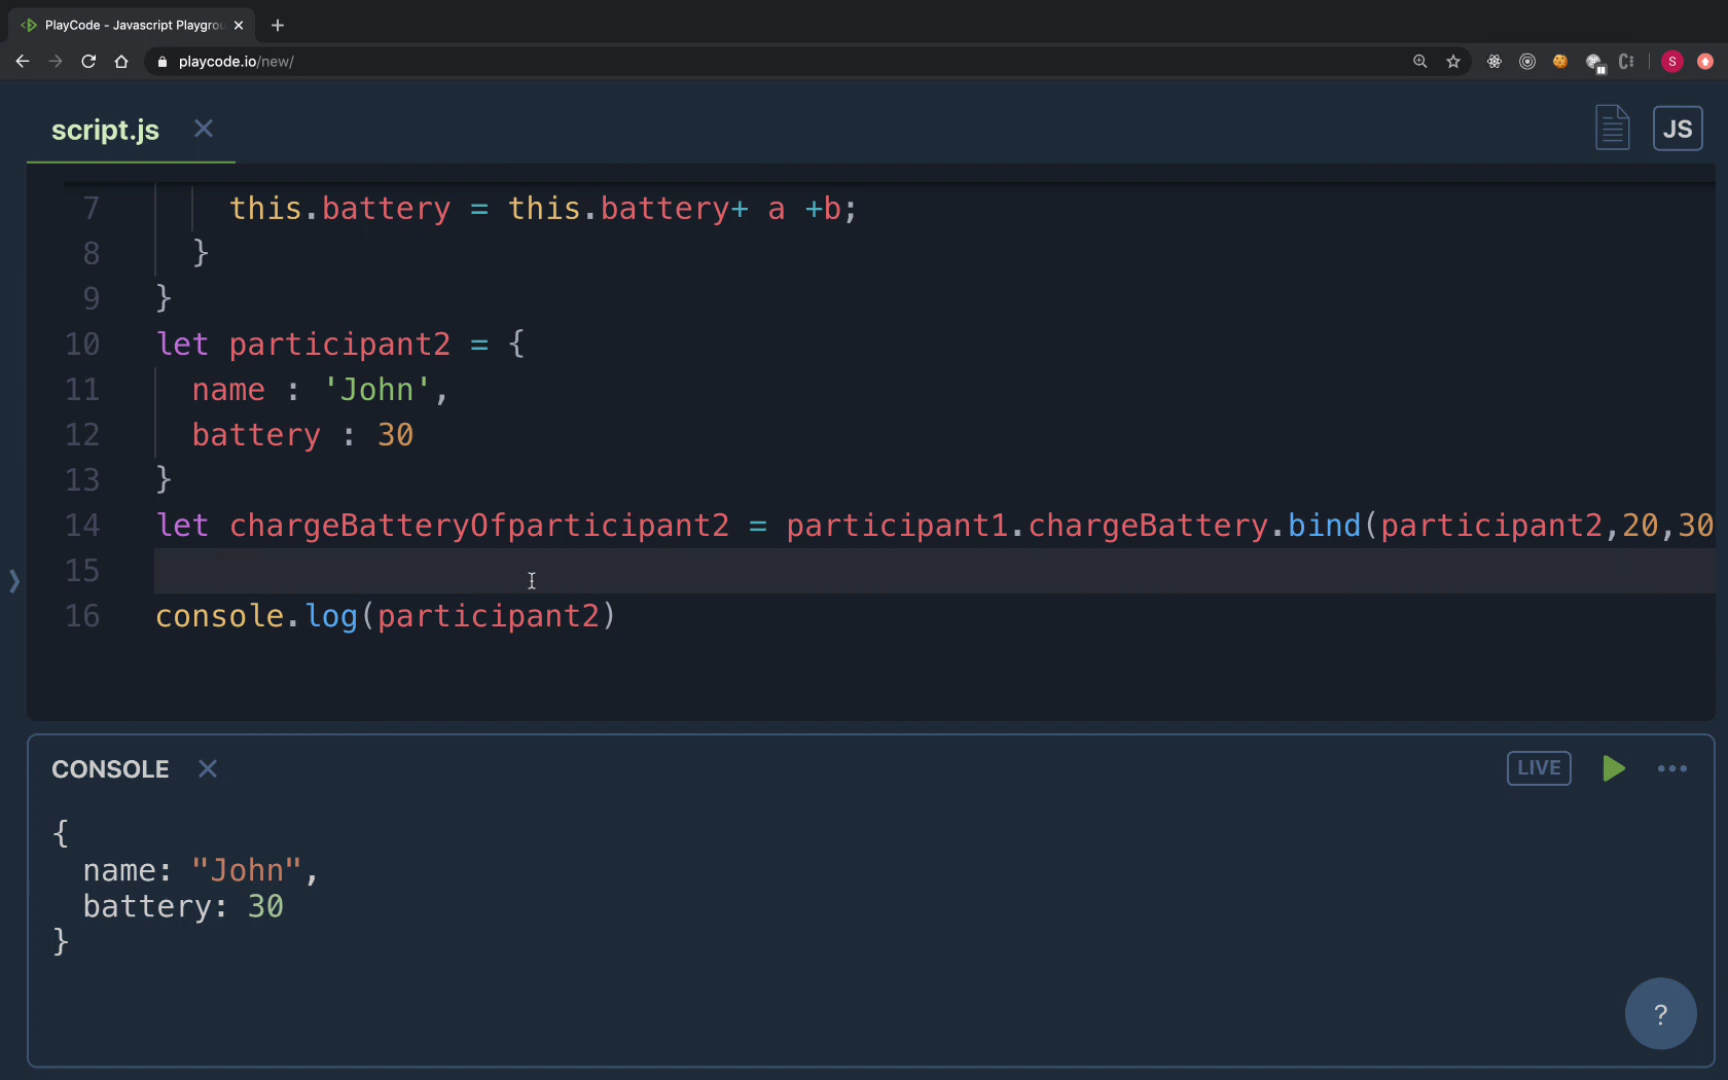 PlayCode - Javascript Playgrou
playcode.io/new/
S
script.js
JS
7 this.battery = this.battery+ a +b;
8 }
9 }
10 let participant2 = {
11 name : 'John',
12 battery : 30
13 }
14 let chargeBatteryOfparticipant2 = participant1.chargeBattery.bind(participant2,20,30
15
16 console.log(participant2)
CONSOLE
LIVE
{
name: "John",
battery: 30
}
?